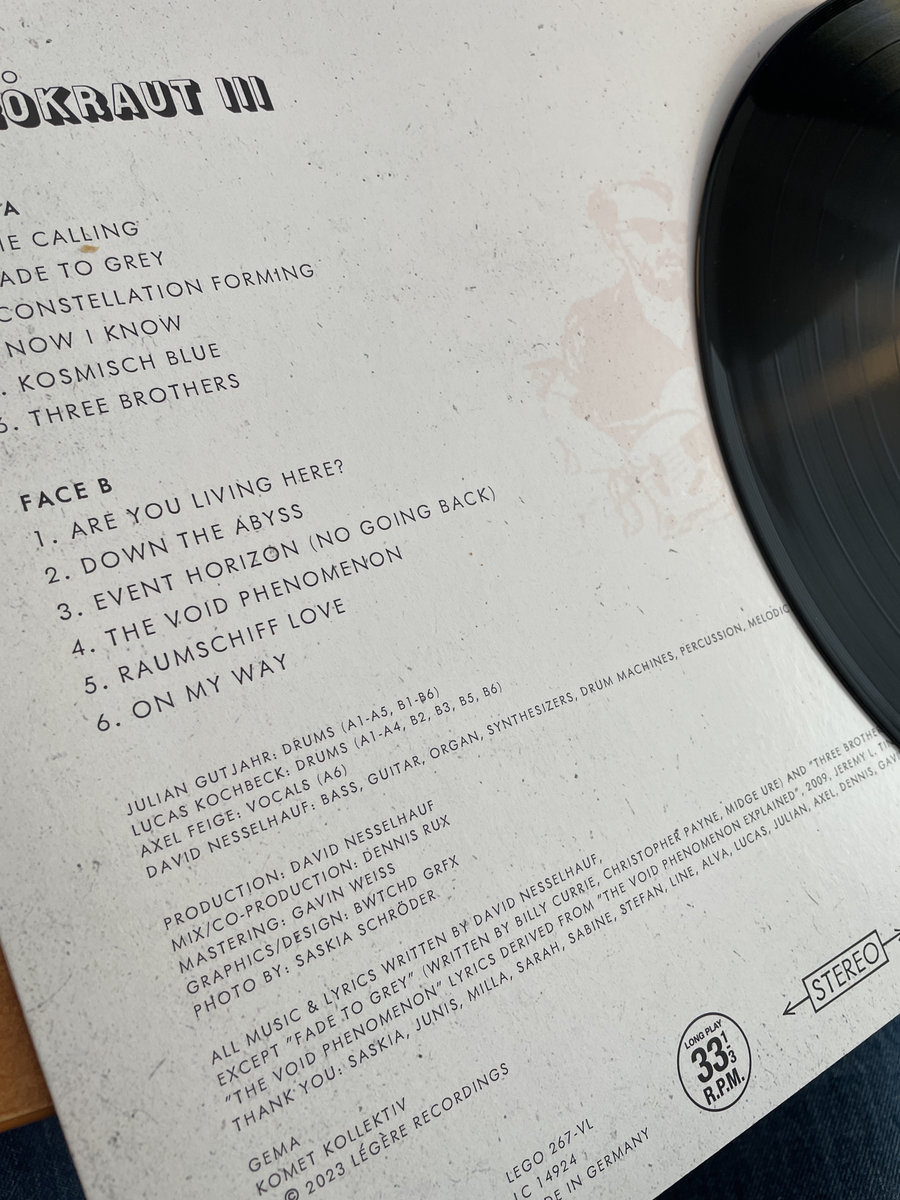 O
OKRAUT III
A
HE CALLING
ADE TO GREY
CONSTELLATION FORMING
NOW I KNOW
. KOSMISCH BLUE
6. THREE BROTHERS
FACE B
1. ARE YOU LIVING HERE?
2. DOWN THE ABYSS
3. EVENT HORIZON (NO GOING BACK)
4. THE VOID PHENOMENON
5. RAUMSCHIFF LOVE
6. ON MY WAY
JULIAN GUTJAHR: DRUMS (A1-A5, B1-B6)
LUCAS KOCHBECK: DRUMS (A1-A4, B2, B3, B5, B6)
AXEL FEIGE: VOCALS (A6)
DAVID NESSELHAUF: BASS, GUITAR, ORGAN, SYNTHESIZERS, DRUM MACHINES, PERCUSSION, MELODIC
PRODUCTION: DAVID NESSELHAUF
MIX/CO-PRODUCTION: DENNIS RUX
MASTERING: GAVIN WEISS
GRAPHICS/DESIGN: BWTCHD GRFX
PHOTO BY: SASKIA SCHRÖDER
ALL MUSIC & LYRICS WRITTEN BY DAVID NESSELHAUF,
EXCEPT "FADE TO GREY" (WRITTEN BY BILLY CURRIE, CHRISTOPHER PAYNE, MIDGE URE) AND "THREE BROTHE
"THE VOID PHENOMENON" LYRICS DERIVED FROM "THE VOID PHENOMENON EXPLAINED", 2009, JEREMY L. T
THANK YOU: SASKIA, JUNIS, MILLA, SARAH, SABINE, STEFAN, LINE, ALVA, LUCAS, JULIAN, AXEL, DENNIS, GAV
GEMA
KOMET KOLLEKTIV
© 2023 LÉGÈRE RECORDINGS
LEGO 267-VL
LC 14924
DE IN GERMANY
LONG PLAY
33 1/3
R.P.M.
STEREO